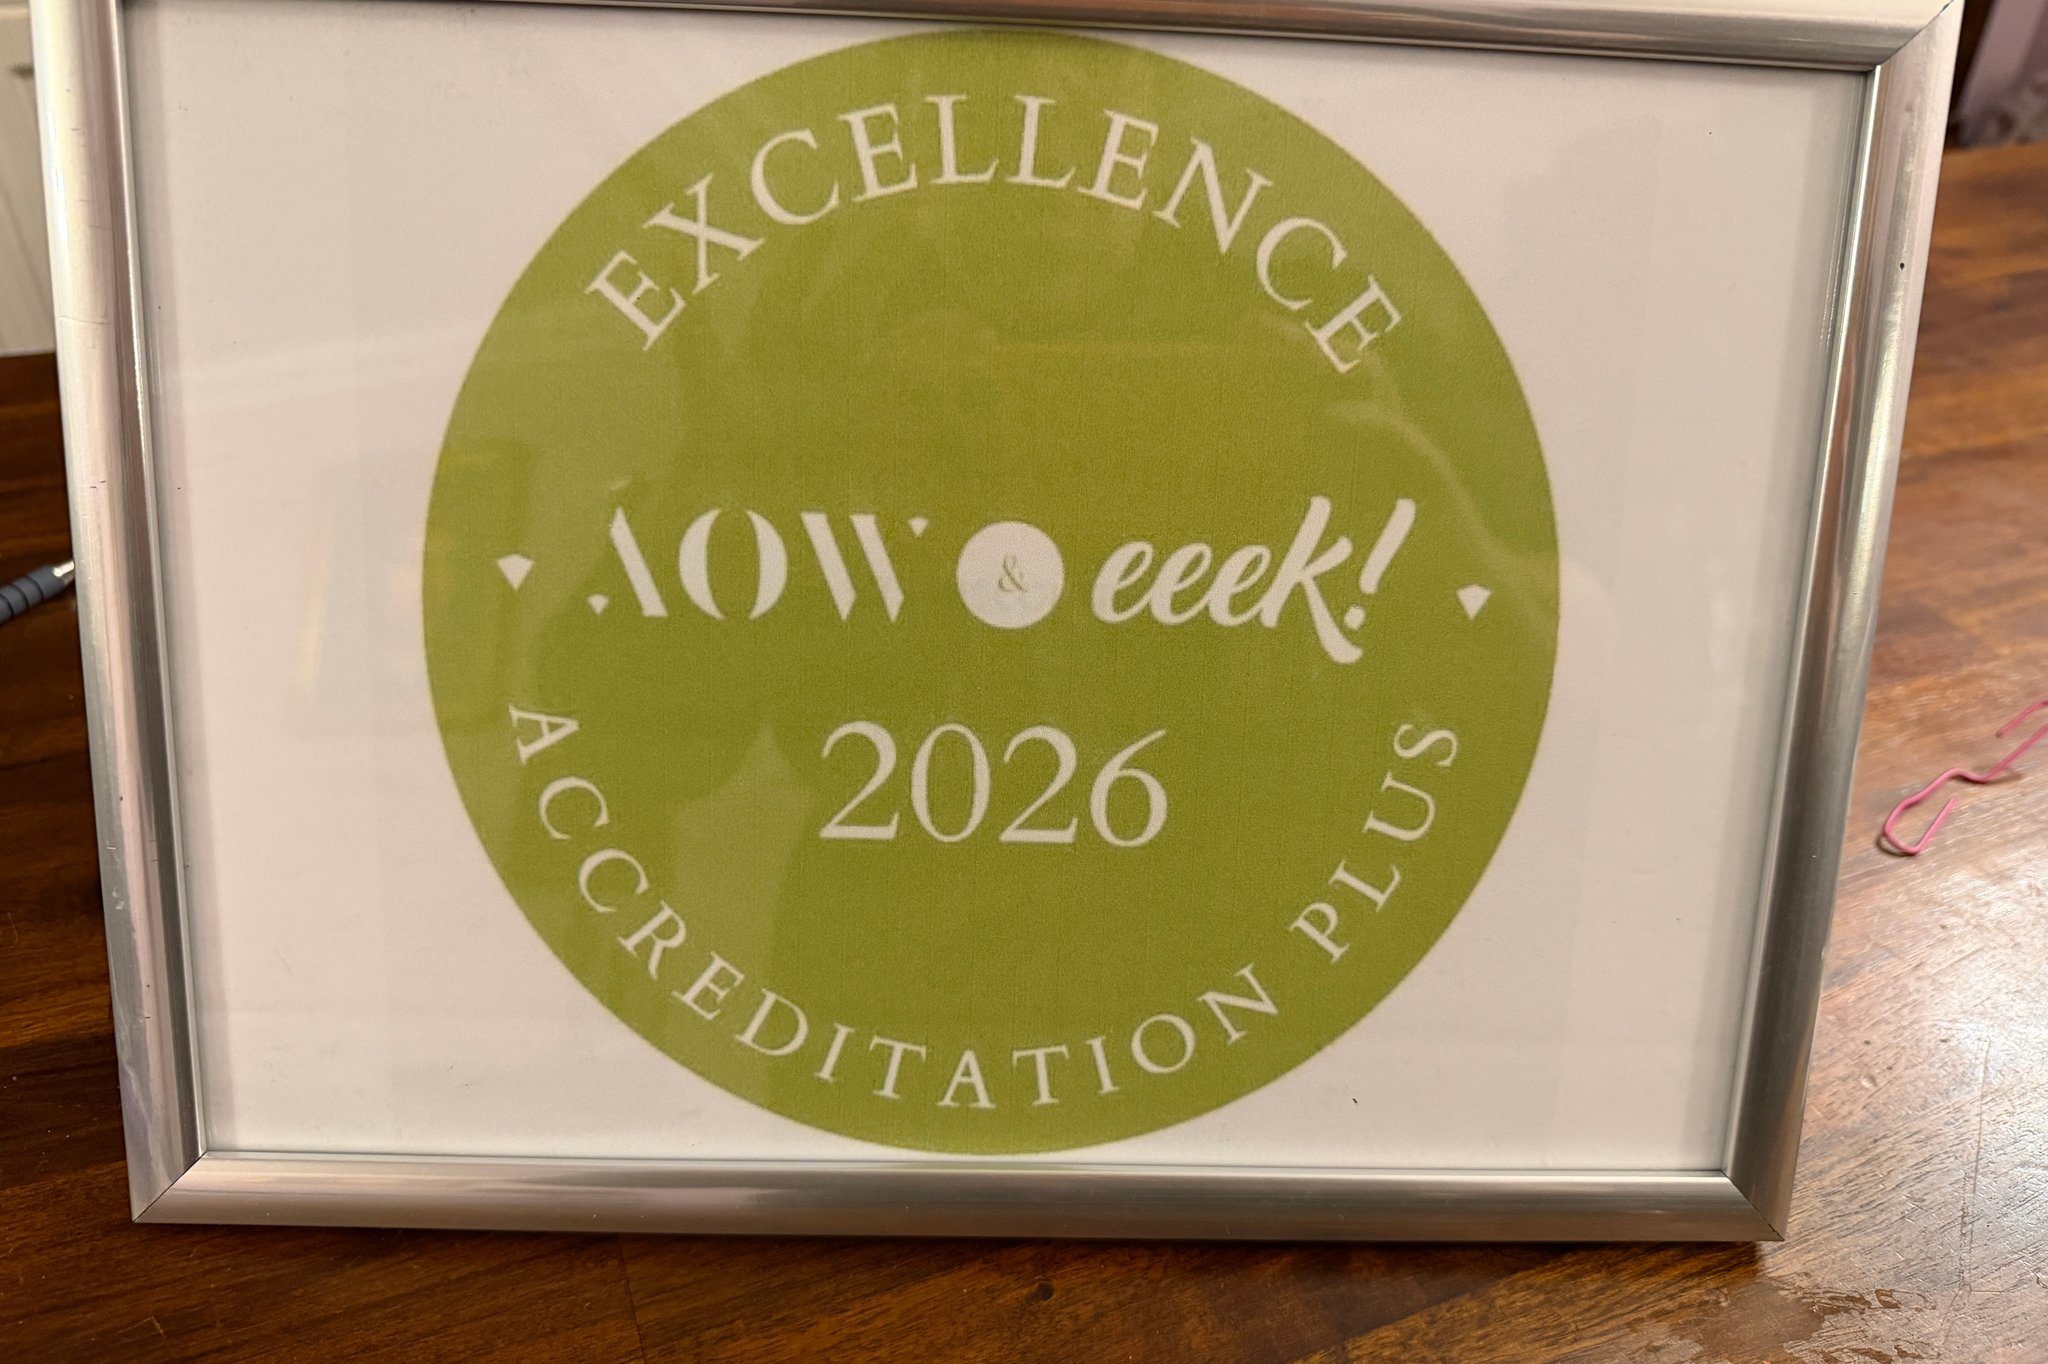 EXCELLENCE
AOW & eeek!
2026
ACCREDITATION PLUS